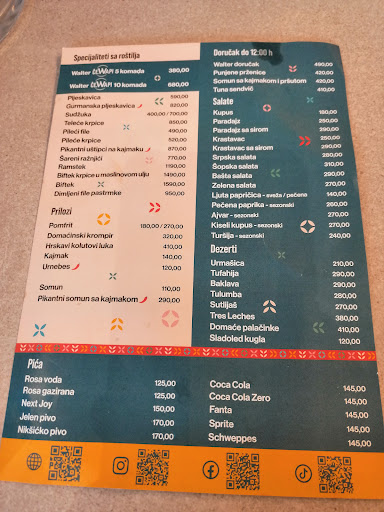 Specijaliteti sa roštilja
Walter ĆEWAPI 5 komada 380,00
Walter ĆEWAPI 10 komada 680,00
Pljeskavica 590,00
Gurmanska pljeskavica 820,00
Sudžuka 400,00 / 700,00
Teleće krpice 850,00
Pileći file 490,00
Pileće krpice 510,00
Pikantni uštipci na kajmaku 870,00
Šareni ražnjići 770,00
Ramstek 1190,00
Biftek krpice u maslinovom ulju 1490,00
Biftek 1590,00
Dimljeni file pastrmke 950,00
Prilozi
Pomfrit 180,00 / 270,00
Domaćinski krompir 320,00
Hrskavi kolutovi luka 410,00
Kajmak 140,00
Urnebes 120,00
Somun 110,00
Pikantni somun sa kajmakom 290,00
Doručak do 12:00 h
Walter doručak 490,00
Punjene prženice 420,00
Somun sa kajmakom i pršutom 420,00
Tuna sendvič 410,00
Salate
Kupus 180,00
Paradajz 250,00
Paradajz sa sirom 290,00
Krastavac 250,00
Krastavac sa sirom 290,00
Srpska salata 280,00
Šopska salata 310,00
Bašta salata 290,00
Zelena salata 290,00
Ljuta papričica - sveža / pečena 140,00
Pečena paprika - sezonski 290,00
Ajvar - sezonski 290,00
Kiseli kupus - sezonski 200,00
Turšija - sezonski 240,00
Dezerti
Urmašica 210,00
Tufahija 290,00
Baklava 290,00
Tulumba 280,00
Sutlijaš 270,00
Tres Leches 380,00
Domaće palačinke 410,00
Sladoled kugla 120,00
Pića
Rosa voda 125,00
Rosa gazirana 125,00
Next Joy 150,00
Jelen pivo 170,00
Nikšićko pivo 170,00
Coca Cola 145,00
Coca Cola Zero 145,00
Fanta 145,00
Sprite 145,00
Schweppes 145,00